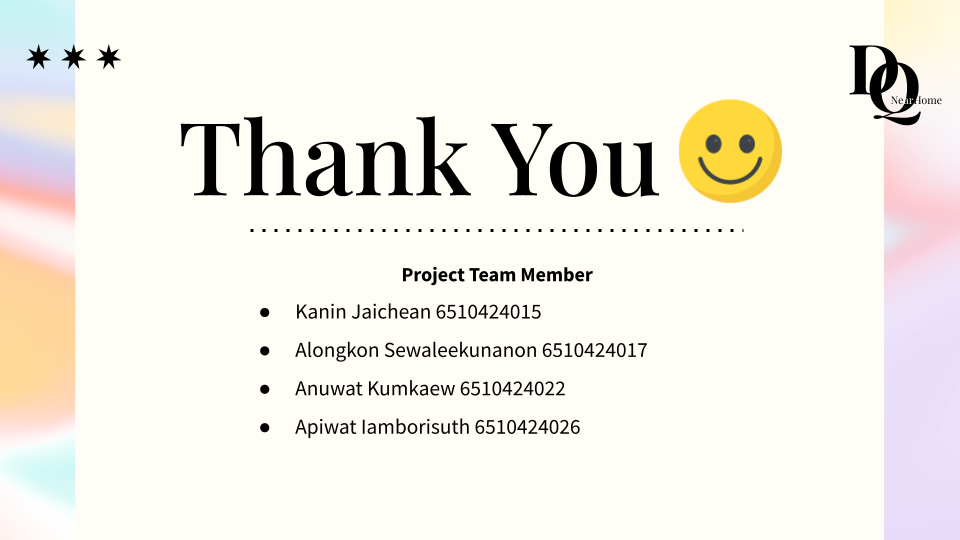 DQ
NearHome
Thank You
Project Team Member
● Kanin Jaichean 6510424015
● Alongkon Sewaleekunanon 6510424017
● Anuwat Kumkaew 6510424022
● Apiwat Iamborisuth 6510424026